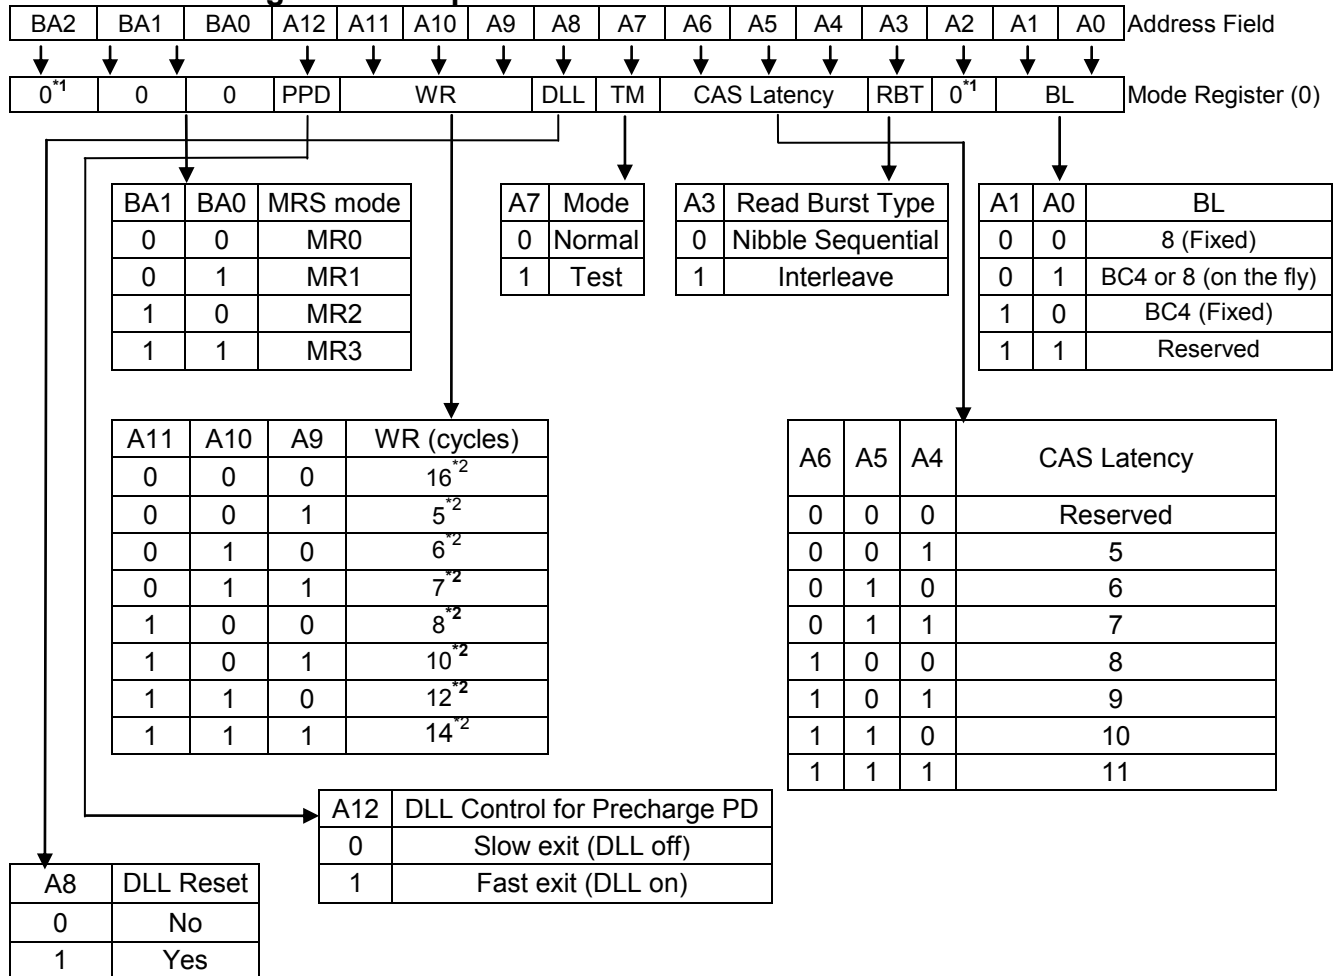 BA2 BA1 BA0 A12 A11 A10 A9 A8 A7 A6 A5 A4 A3 A2 A1 A0 Address Field
0*1 0 0 PPD WR DLL TM CAS Latency RBT 0*1 BL Mode Register (0)
BA1 BA0 MRS mode
0 0 MR0
0 1 MR1
1 0 MR2
1 1 MR3
A7 Mode
0 Normal
1 Test
A3 Read Burst Type
0 Nibble Sequential
1 Interleave
A1 A0 BL
0 0 8 (Fixed)
0 1 BC4 or 8 (on the fly)
1 0 BC4 (Fixed)
1 1 Reserved
A11 A10 A9 WR (cycles)
0 0 0 16*2
0 0 1 5*2
0 1 0 6*2
0 1 1 7*2
1 0 0 8*2
1 0 1 10*2
1 1 0 12*2
1 1 1 14*2
A6 A5 A4 CAS Latency
0 0 0 Reserved
0 0 1 5
0 1 0 6
0 1 1 7
1 0 0 8
1 0 1 9
1 1 0 10
1 1 1 11
A12 DLL Control for Precharge PD
0 Slow exit (DLL off)
1 Fast exit (DLL on)
A8 DLL Reset
0 No
1 Yes